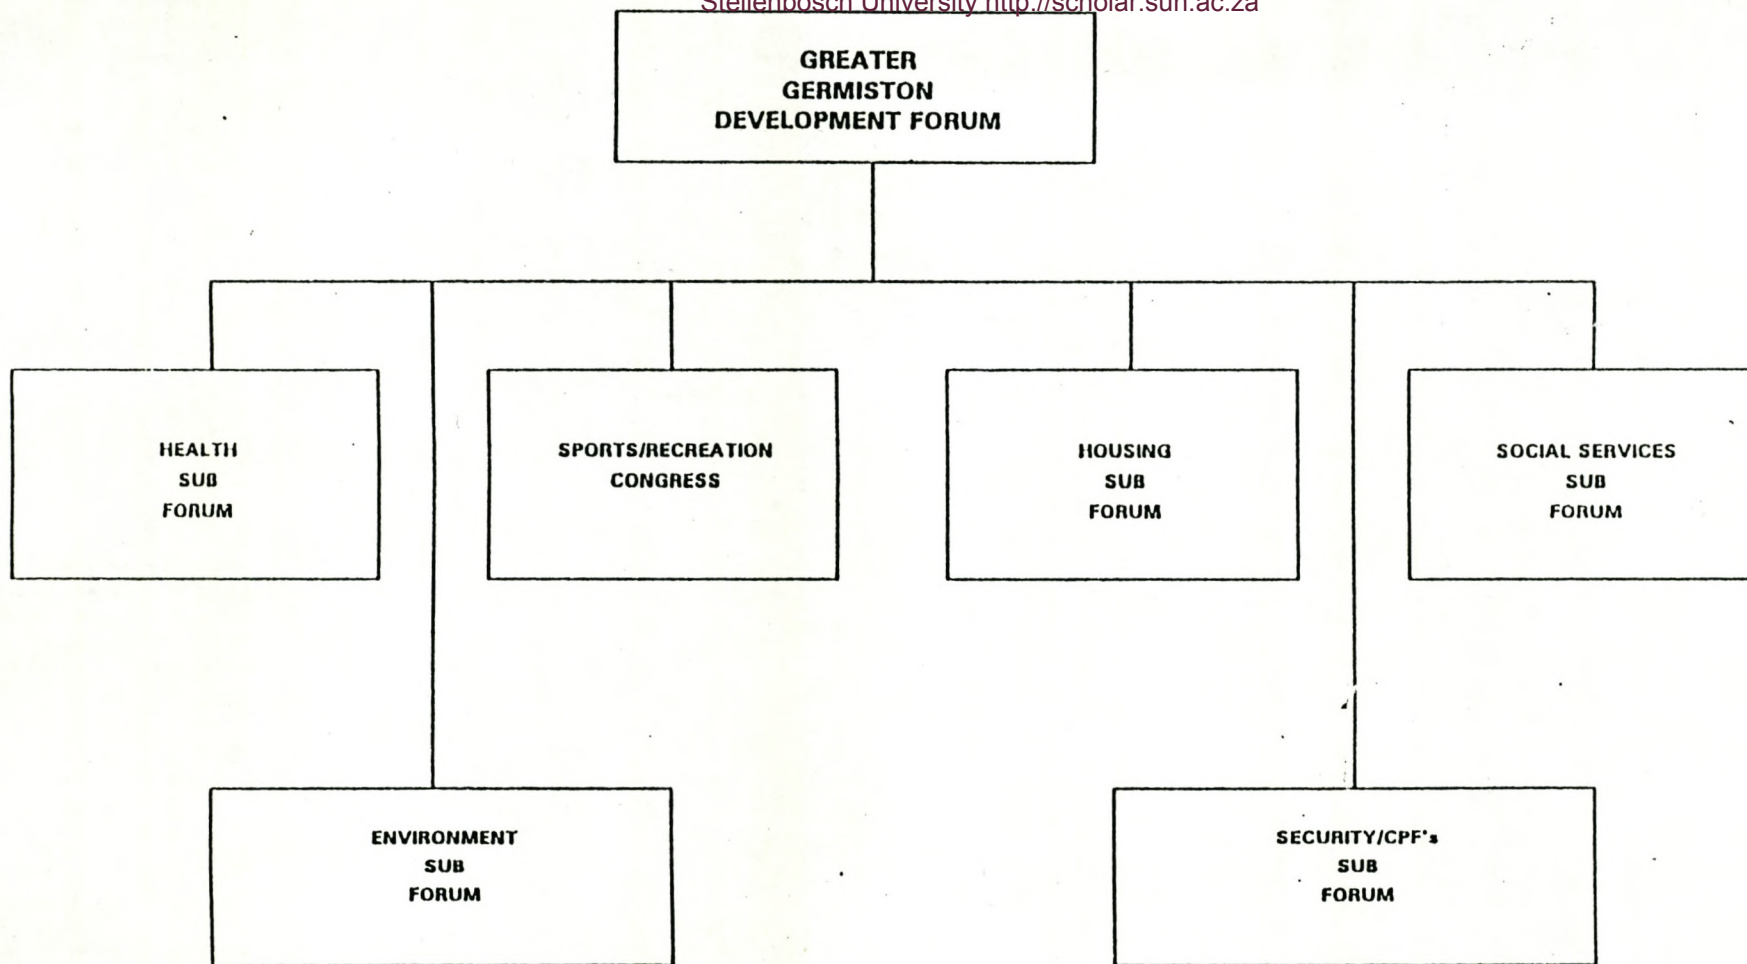 Stellenbosch University http://scholar.sun.ac.za
GREATER
GERMISTON
DEVELOPMENT FORUM
HEALTH
SUB
FORUM
SPORTS/RECREATION
CONGRESS
HOUSING
SUB
FORUM
SOCIAL SERVICES
SUB
FORUM
ENVIRONMENT
SUB
FORUM
SECURITY/CPF's
SUB
FORUM